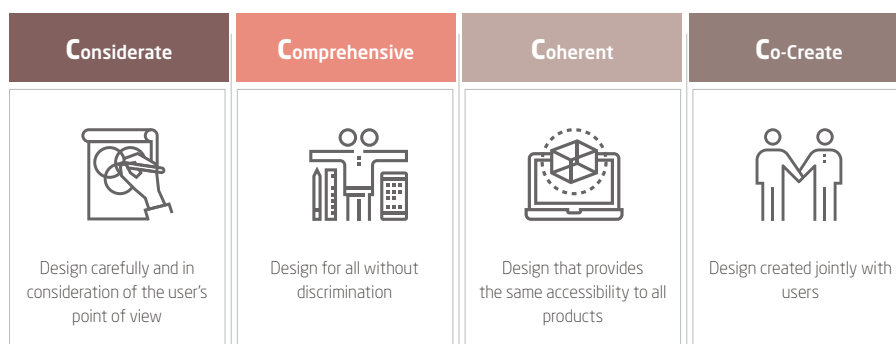 Considerate
Comprehensive
Coherent
Co-Create
Design carefully and in
consideration of the user's
point of view
Design for all without
discrimination
Design that provides
the same accessibility to all
products
Design created jointly with
users